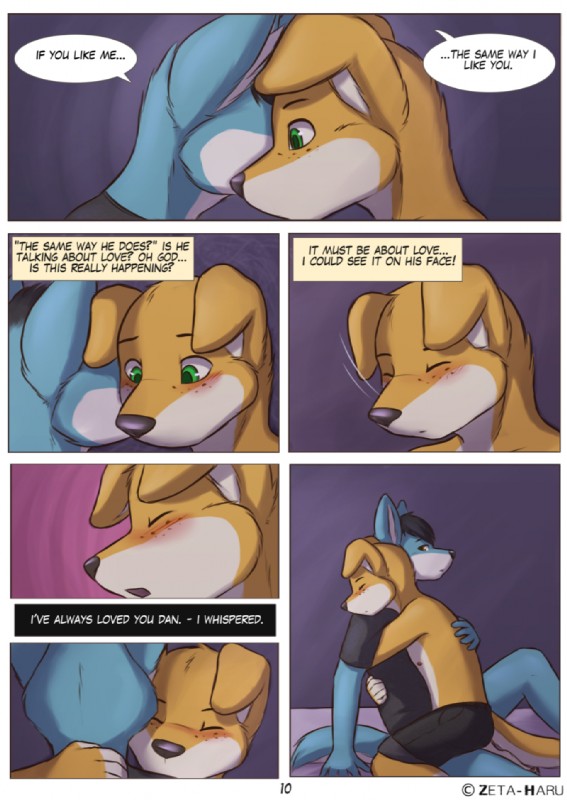 IF YOU LIKE ME...
...THE SAME WAY I
LIKE YOU.
"THE SAME WAY HE DOES?" IS HE
TALKING ABOUT LOVE? OH GOD...
IS THIS REALLY HAPPENING?
IT MUST BE ABOUT LOVE...
I COULD SEE IT ON HIS FACE!
I'VE ALWAYS LOVED YOU DAN. - I WHISPERED.
10
© ZETA-HARU